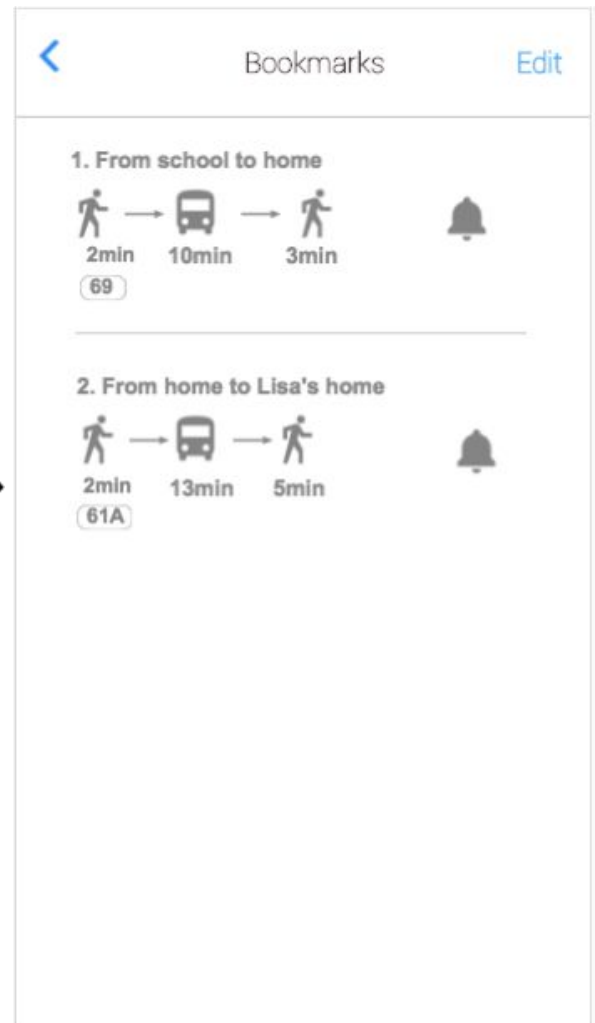 Bookmarks Edit
1. From school to home
2min 10min 3min
69
2. From home to Lisa's home
2min 13min 5min
61A